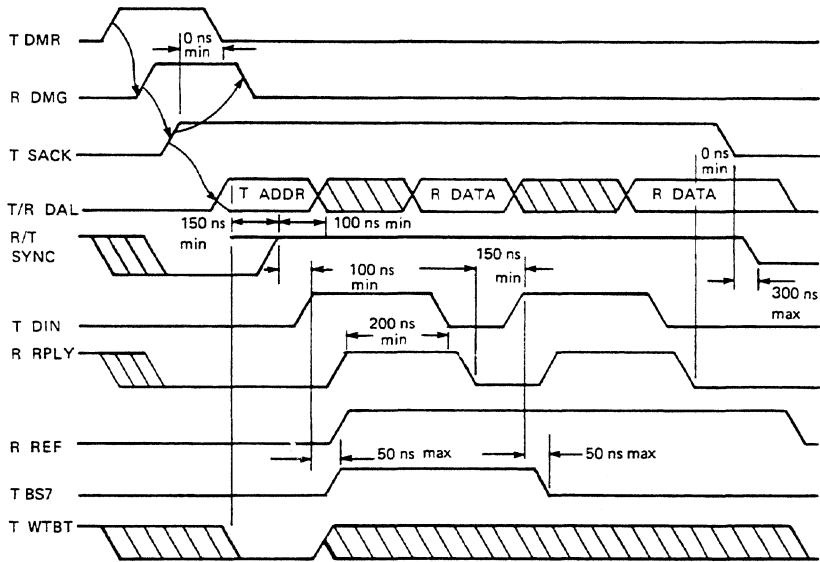 T DMR
0 ns
min
R DMG
T SACK
0 ns
min
T ADDR
R DATA
R DATA
T/R DAL
150 ns
min
100 ns min
R/T
SYNC
100 ns
min
150 ns
min
300 ns
max
T DIN
200 ns
min
R RPLY
R REF
50 ns max
50 ns max
T BS7
T WTBT